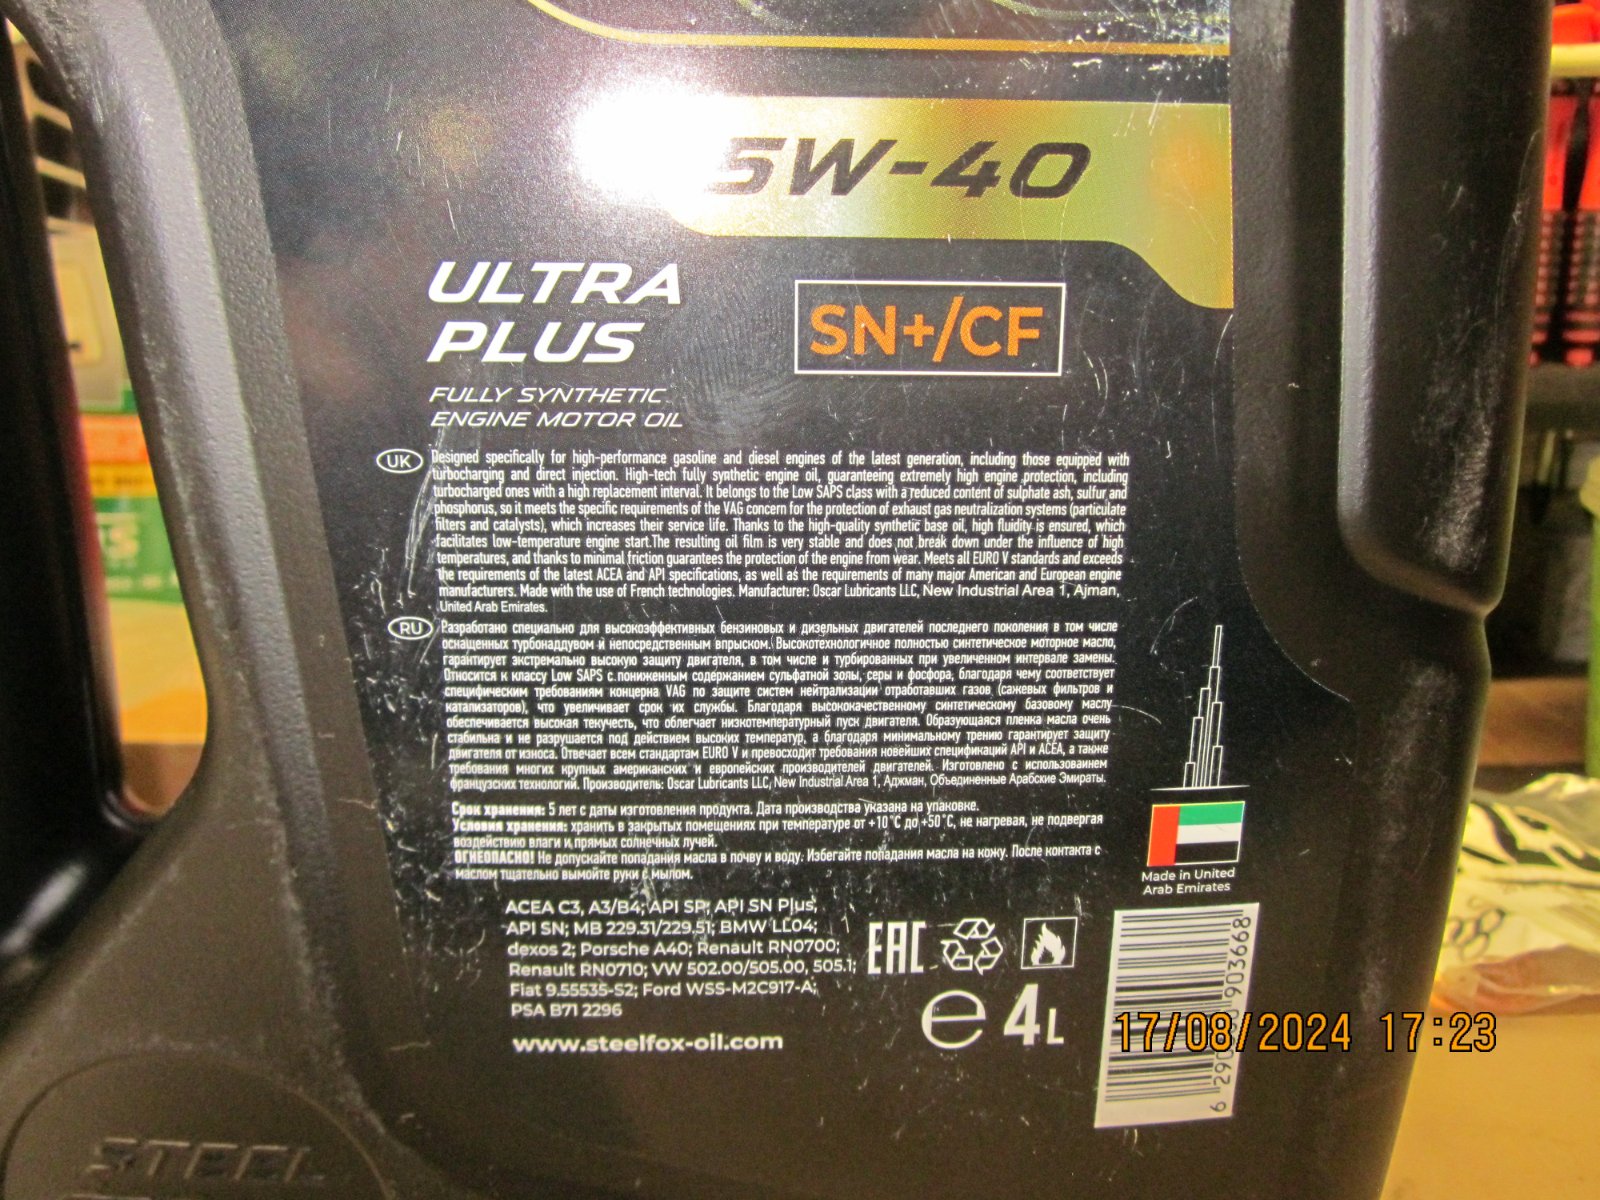 5W-40
ULTRA
PLUS
SN+/CF
FULLY SYNTHETIC
ENGINE MOTOR OIL
UK
Designed specifically for high-performance gasoline and diesel engines of the latest generation, including those equipped with
turbocharging and direct injection. High-tech fully synthetic engine oil, guaranteeing extremely high engine protection, including
turbocharged ones with a high replacement interval. It belongs to the Low SAPS class with a reduced content of sulphate ash, sulfur and
phosphorus, so it meets the specific requirements of the VAG concern for the protection of exhaust gas neutralization systems (particulate
filters and catalysts), which increases their service life. Thanks to the high-quality synthetic base oil, high fluidity is ensured, which
facilitates low-temperature engine start.The resulting oil film is very stable and does not break down under the influence of high
temperatures, and thanks to minimal friction guarantees the protection of the engine from wear. Meets all EURO V standards and exceeds
the requirements of the latest ACEA and API specifications, as well as the requirements of many major American and European engine
manufacturers. Made with the use of French technologies. Manufacturer: Oscar Lubricants LLC, New Industrial Area 1, Ajman,
United Arab Emirates.
RU
Разработано специально для высокоэффективных бензиновых и дизельных двигателей последнего поколения в том числе
оснащенных турбонаддувом и непосредственным впрыском. Высокотехнологичное полностью синтетическое моторное масло,
гарантирует экстремально высокую защиту двигателя, в том числе и турбированных при увеличенном интервале замены.
Относится к классу Low SAPS с пониженным содержанием сульфатной золы, серы и фосфора, благодаря чему соответствует
специфическим требованиям концерна VAG по защите систем нейтрализации отработавших газов (сажевых фильтров и
катализаторов), что увеличивает срок их службы. Благодаря высококачественному синтетическому базовому маслу
обеспечивается высокая текучесть, что облегчает низкотемпературный пуск двигателя. Образующаяся пленка масла очень
стабильна и не разрушается под действием высоких температур, а благодаря минимальному трению гарантирует защиту
двигателя от износа. Отвечает всем стандартам EURO V и превосходит требования новейших спецификаций API и ACEA, а также
требования многих крупных американских и европейских производителей двигателей. Изготовлено с использованием
французских технологий. Производитель: Oscar Lubricants LLC, New Industrial Area 1, Аджман, Объединенные Арабские Эмираты.
Срок хранения: 5 лет с даты изготовления продукта. Дата производства указана на упаковке.
Условия хранения: хранить в закрытых помещениях при температуре от +10˚С до +50˚С, не нагревая, не подвергая
воздействию влаги и прямых солнечных лучей.
ОГНЕОПАСНО! Не допускайте попадания масла в почву и воду. Избегайте попадания масла на кожу. После контакта с
маслом тщательно вымойте руки с мылом.
Made in United
Arab Emirates
ACEA C3, A3/B4; API SP; API SN Plus,
API SN; MB 229.31/229.51; BMW LL04;
dexos 2; Porsche A40; Renault RN0700;
Renault RN0710; VW 502.00/505.00, 505.1;
Fiat 9.55535-S2; Ford WSS-M2C917-A;
PSA B71 2296
www.steelfox-oil.com
EAC
e 4L
903668
17/08/2024 17:23
STEEL